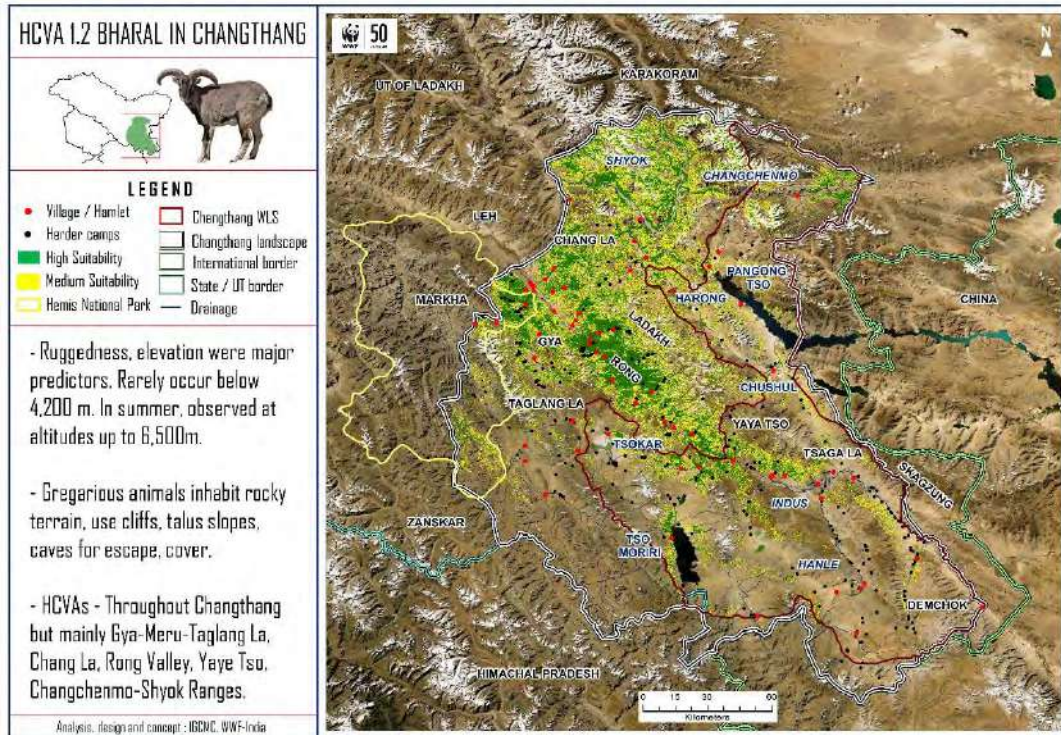 HCVA 1.2 BHARAL IN CHANGTHANG
LEGEND
Village / Hamlet
Herder camps
High Suitability
Medium Suitability
Hemis National Park
Chengthang WLS
Changthang landscape
International border
State / UT border
Drainage
- Ruggedness, elevation were major
predictors. Rarely occur below
4,200 m. In summer, observed at
altitudes up to 6,500m.
- Gregarious animals inhabit rocky
terrain, use cliffs, talus slopes,
caves for escape, cover.
- HCVAs - Throughout Changthang
but mainly Gya-Meru-Taglang La,
Chang La, Rong Valley, Yaye Tso,
Changchenmo-Shyok Ranges.
Analysis, design and concept : IGCMC, WWF-India
WWF
50
N
KARAKORAM
UT OF LADAKH
SHYOK
CHANGCHENMO
LEH
CHANG LA
PANGONG
TSO
MARKHA
HARONG
CHINA
LADAKH
GYA
RONG
CHUSHUL
TAGLANG LA
YAYA TSO
TSOKAR
TSAGA LA
SKAGZUNG
INDUS
ZANSKAR
TSO
MORIRI
HANLE
DEMCHOK
HIMACHAL PRADESH
0 15 30 60
Kilometers